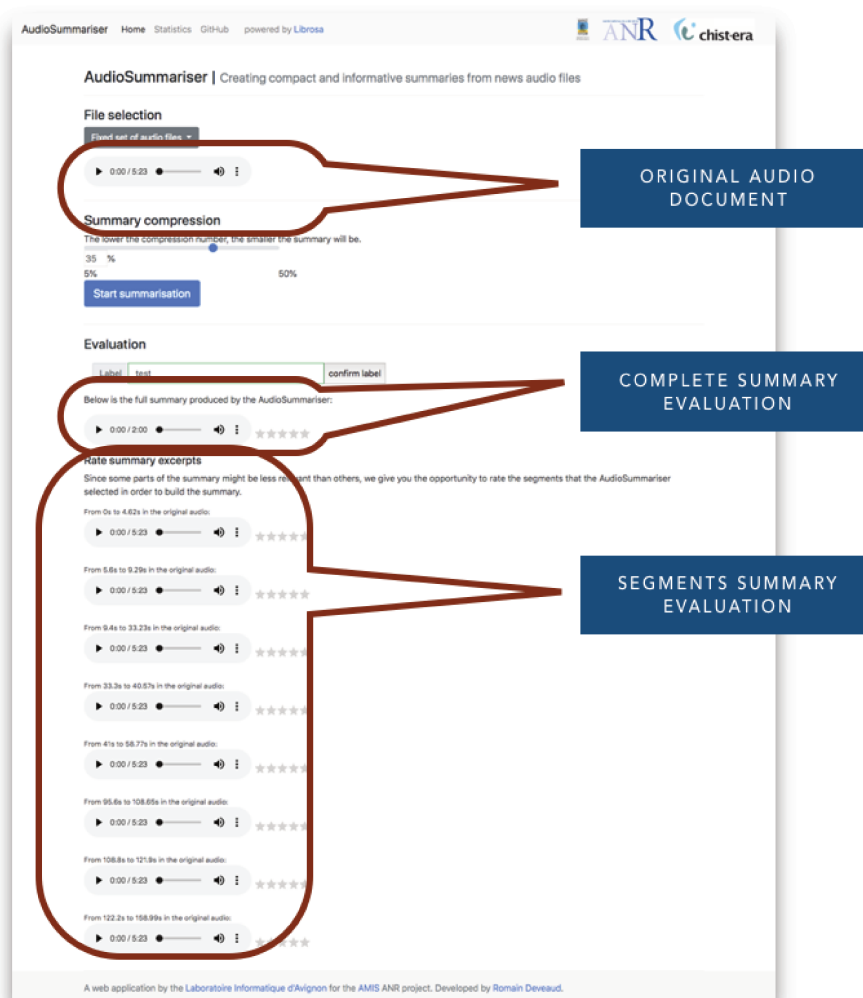 AudioSummariser Home Statistics GitHub powered by Librosa
ANR chist-era
AudioSummariser | Creating compact and informative summaries from news audio files
File selection
Fixed set of audio files
0:00 / 5:23
ORIGINAL AUDIO
DOCUMENT
Summary compression
The lower the compression number, the smaller the summary will be.
35 %
5% 50%
Start summarisation
Evaluation
Label test confirm label
COMPLETE SUMMARY
EVALUATION
Below is the full summary produced by the AudioSummariser:
0:00 / 2:00
Rate summary excerpts
Since some parts of the summary might be less relevant than others, we give you the opportunity to rate the segments that the AudioSummariser
selected in order to build the summary.
From 0s to 4.62s in the original audio:
0:00 / 5:23
From 5.6s to 9.29s in the original audio:
0:00 / 5:23
SEGMENTS SUMMARY
EVALUATION
From 9.4s to 33.23s in the original audio:
0:00 / 5:23
From 33.3s to 40.57s in the original audio:
0:00 / 5:23
From 41s to 58.77s in the original audio:
0:00 / 5:23
From 95.6s to 108.65s in the original audio:
0:00 / 5:23
From 108.8s to 121.9s in the original audio:
0:00 / 5:23
From 122.2s to 158.99s in the original audio:
0:00 / 5:23
A web application by the Laboratoire Informatique d'Avignon for the AMIS ANR project. Developed by Romain Deveaud.